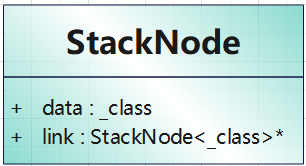 StackNode
+ data : _class
+ link : StackNode<_class>*